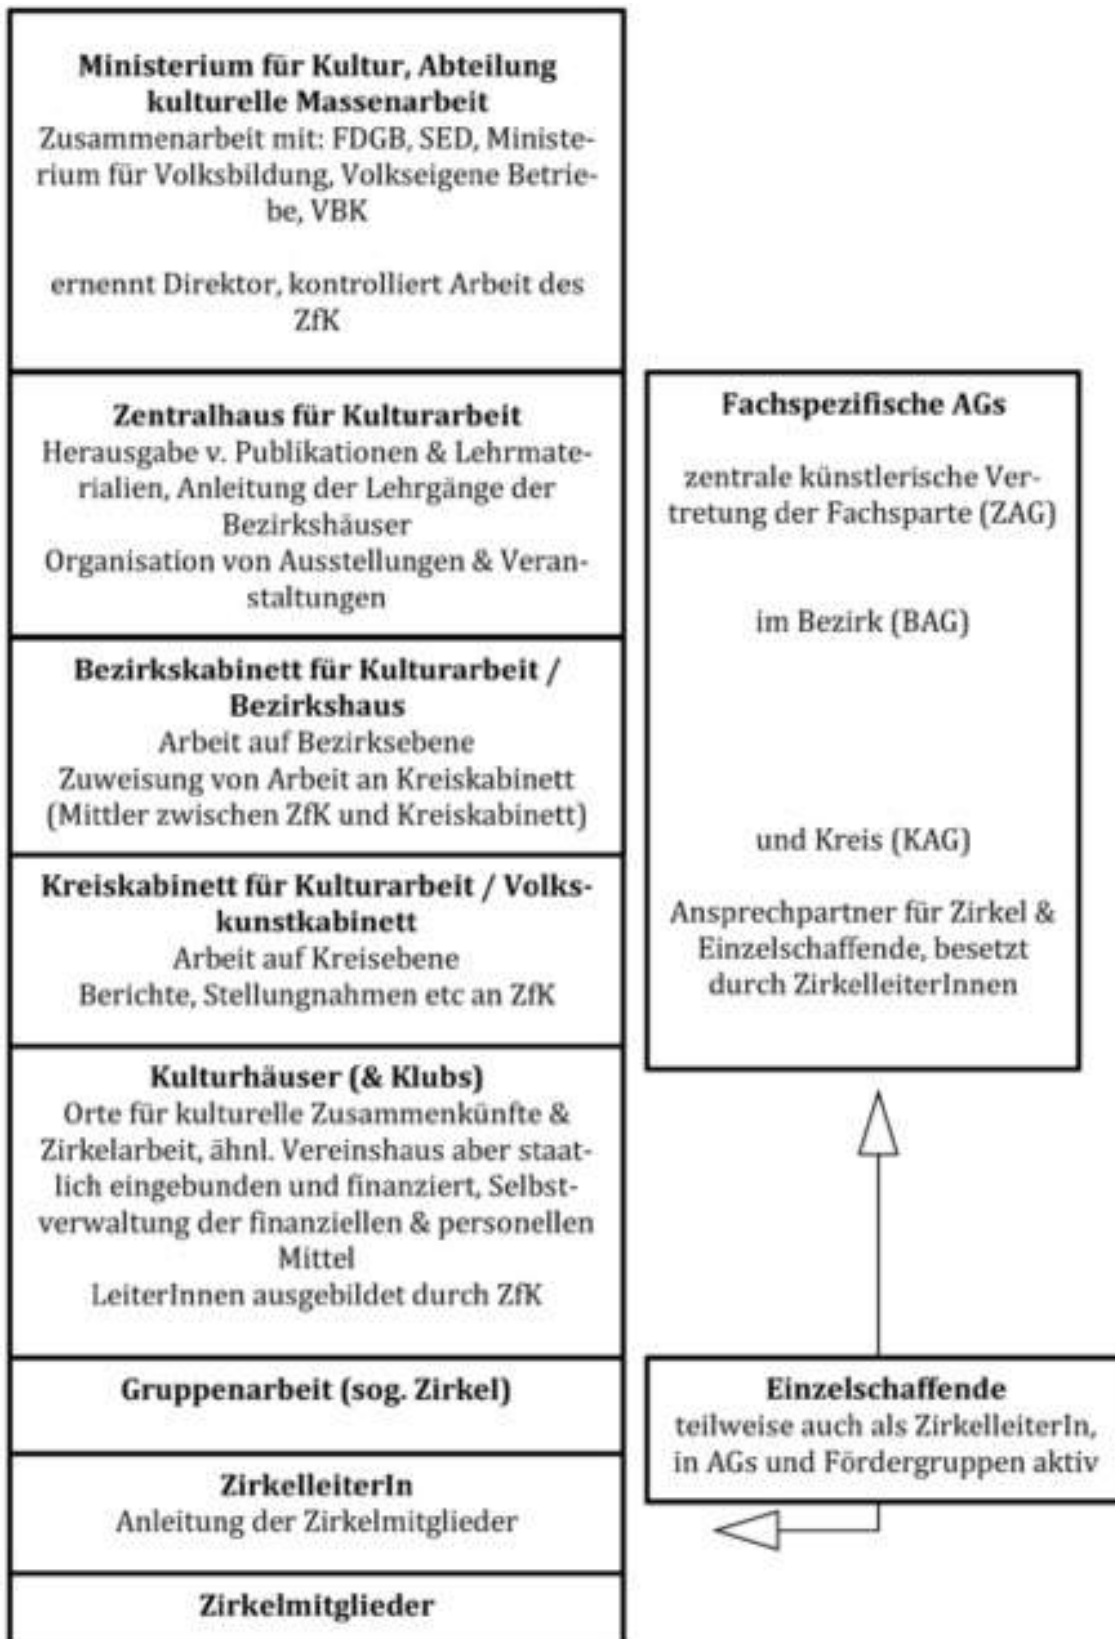 Ministerium für Kultur, Abteilung
kulturelle Massenarbeit
Zusammenarbeit mit: FDGB, SED, Ministe-
rium für Volksbildung, Volkseigene Betrie-
be, VBK
ernennt Direktor, kontrolliert Arbeit des
ZfK
Zentralhaus für Kulturarbeit
Herausgabe v. Publikationen & Lehrmate-
rialien, Anleitung der Lehrgänge der
Bezirkshäuser
Organisation von Ausstellungen & Veran-
staltungen
Bezirkskabinett für Kulturarbeit /
Bezirkshaus
Arbeit auf Bezirksebene
Zuweisung von Arbeit an Kreiskabinett
(Mittler zwischen ZfK und Kreiskabinett)
Kreiskabinett für Kulturarbeit / Volks-
kunstkabinett
Arbeit auf Kreisebene
Berichte, Stellungnahmen etc an ZfK
Kulturhäuser (& Klubs)
Orte für kulturelle Zusammenkünfte &
Zirkelarbeit, ähnl. Vereinshaus aber staat-
lich eingebunden und finanziert, Selbst-
verwaltung der finanziellen & personellen
Mittel
LeiterInnen ausgebildet durch ZfK
Gruppenarbeit (sog. Zirkel)
ZirkelleiterIn
Anleitung der Zirkelmitglieder
Zirkelmitglieder
Fachspezifische AGs
zentrale künstlerische Ver-
tretung der Fachsparte (ZAG)
im Bezirk (BAG)
und Kreis (KAG)
Ansprechpartner für Zirkel &
Einzelschaffende, besetzt
durch ZirkelleiterInnen
Einzelschaffende
teilweise auch als ZirkelleiterIn,
in AGs und Fördergruppen aktiv